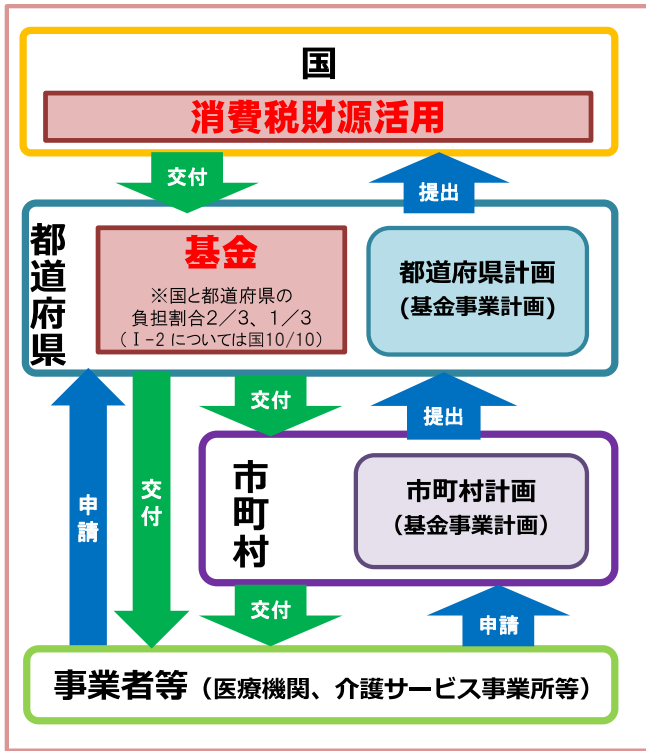 国
消費税財源活用
交付
提出
都道府県
基金
※国と都道府県の
負担割合2／3、1／3
（Ⅰ-2 については国10/10）
都道府県計画
(基金事業計画)
交付
提出
申請
交付
市町村
市町村計画
（基金事業計画）
交付
申請
事業者等（医療機関、介護サービス事業所等）